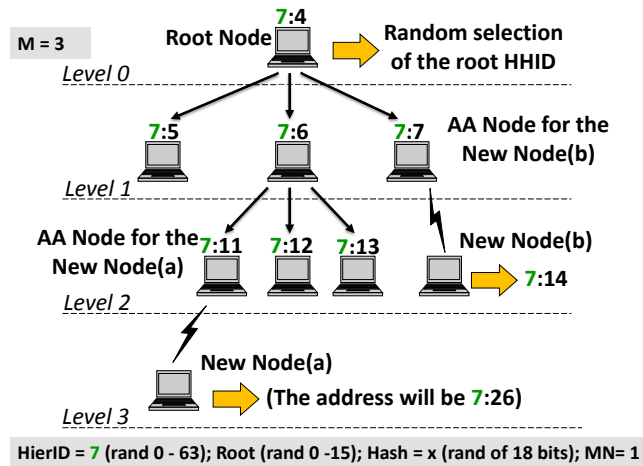 M = 3
7:4
Root Node
Random selection
of the root HHID
Level 0
7:5
7:6
7:7
AA Node for the
New Node(b)
Level 1
AA Node for the
New Node(a)
7:11
7:12
7:13
New Node(b)
7:14
Level 2
New Node(a)
(The address will be 7:26)
Level 3
HierID = 7 (rand 0 - 63); Root (rand 0 -15); Hash = x (rand of 18 bits); MN= 1